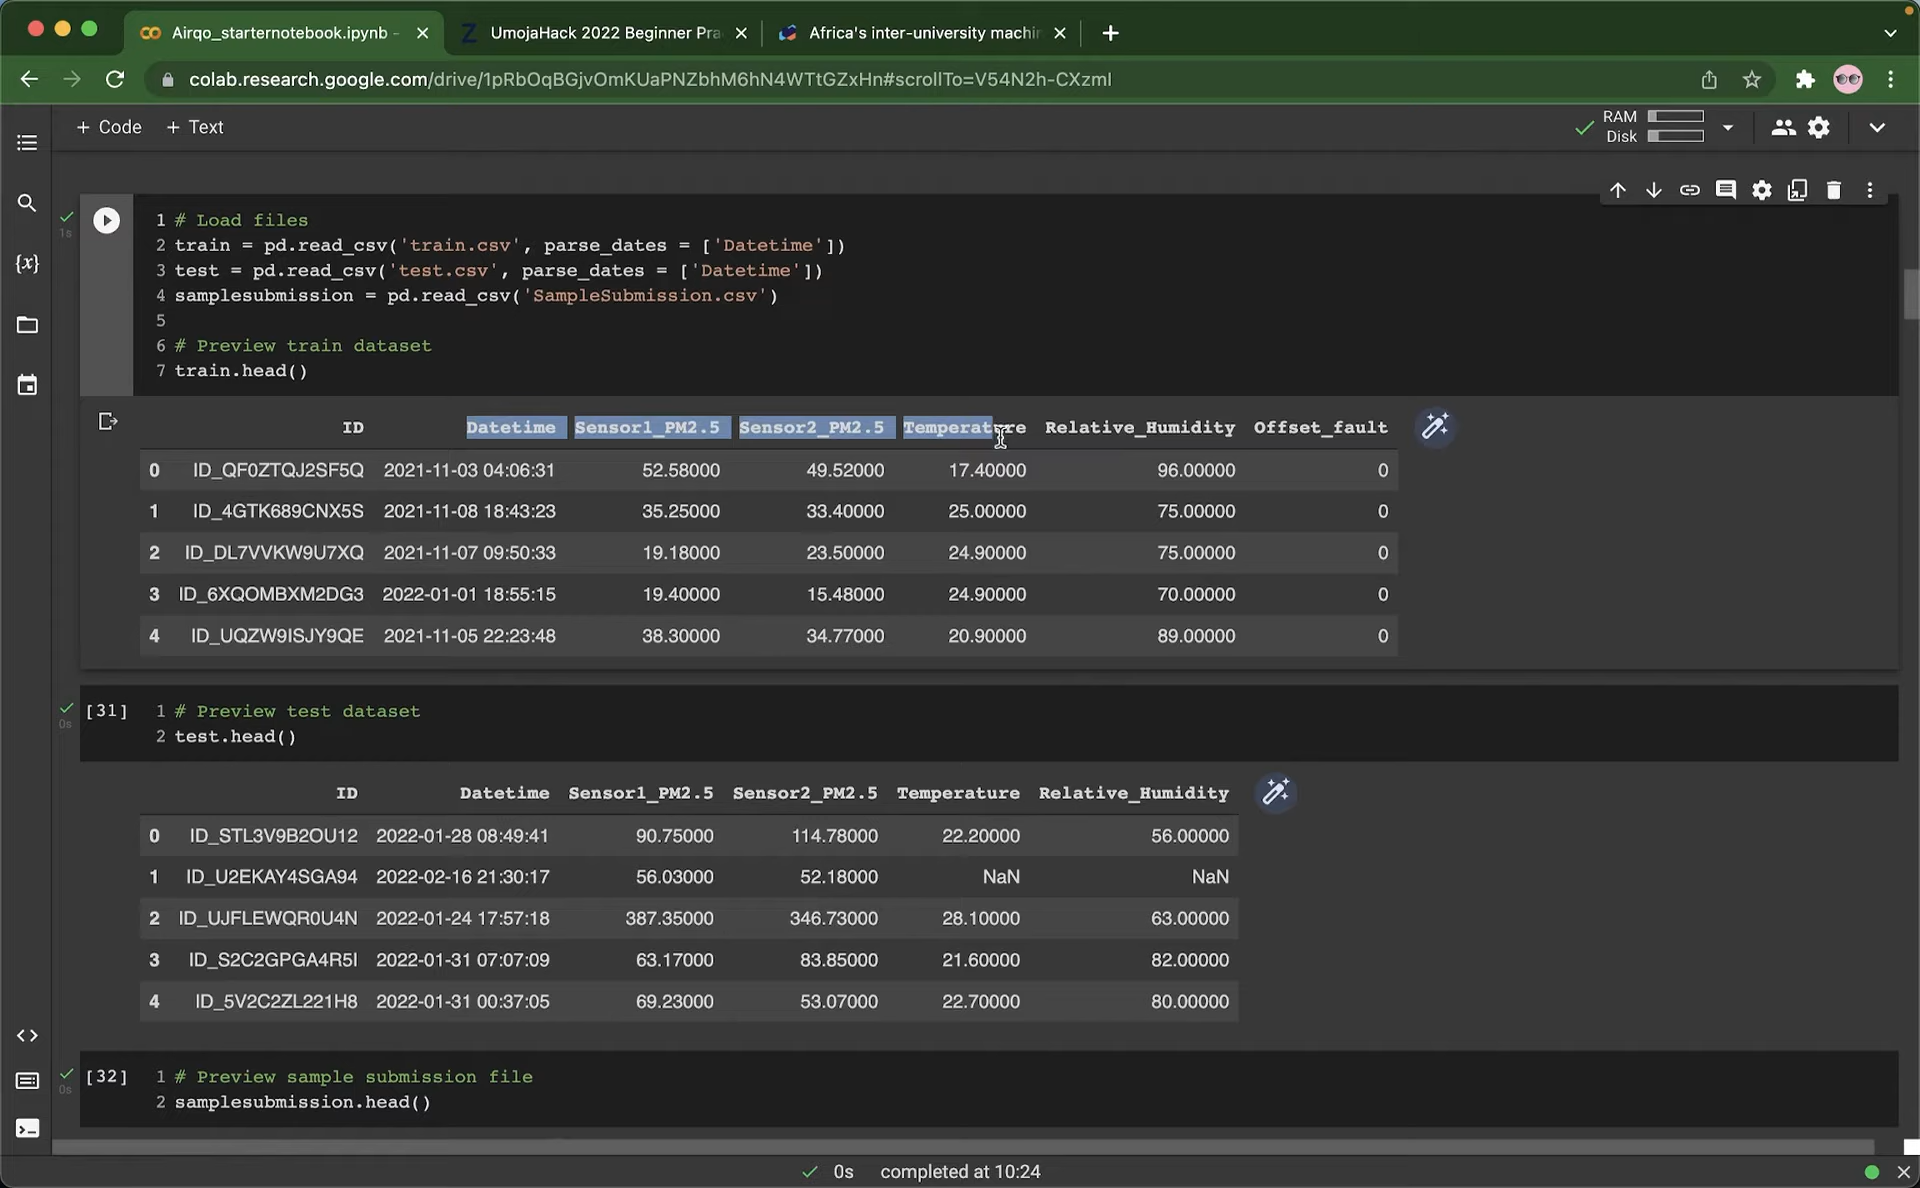 Airqo_starternotebook.ipynb -
UmojaHack 2022 Beginner Pra
Africa's inter-university machi
colab.research.google.com/drive/1pRbOqBGjvOmKUaPNZbhM6hN4WTtGZxHn#scrollTo=V54N2h-CXzmI
+ Code + Text
RAM
Disk
1s
1 # Load files
2 train = pd.read_csv('train.csv', parse_dates = ['Datetime'])
3 test = pd.read_csv('test.csv', parse_dates = ['Datetime'])
4 samplesubmission = pd.read_csv('SampleSubmission.csv')
5
6 # Preview train dataset
7 train.head()
ID Datetime Sensor1_PM2.5 Sensor2_PM2.5 Temperature Relative_Humidity Offset_fault
0 ID_QF0ZTQJ2SF5Q 2021-11-03 04:06:31 52.58000 49.52000 17.40000 96.00000 0
1 ID_4GTK689CNX5S 2021-11-08 18:43:23 35.25000 33.40000 25.00000 75.00000 0
2 ID_DL7VVKW9U7XQ 2021-11-07 09:50:33 19.18000 23.50000 24.90000 75.00000 0
3 ID_6XQOMBXM2DG3 2022-01-01 18:55:15 19.40000 15.48000 24.90000 70.00000 0
4 ID_UQZW9ISJY9QE 2021-11-05 22:23:48 38.30000 34.77000 20.90000 89.00000 0
[31] 1 # Preview test dataset
0s 2 test.head()
ID Datetime Sensor1_PM2.5 Sensor2_PM2.5 Temperature Relative_Humidity
0 ID_STL3V9B2OU12 2022-01-28 08:49:41 90.75000 114.78000 22.20000 56.00000
1 ID_U2EKAY4SGA94 2022-02-16 21:30:17 56.03000 52.18000 NaN NaN
2 ID_UJFLEWQR0U4N 2022-01-24 17:57:18 387.35000 346.73000 28.10000 63.00000
3 ID_S2C2GPGA4R5I 2022-01-31 07:07:09 63.17000 83.85000 21.60000 82.00000
4 ID_5V2C2ZL221H8 2022-01-31 00:37:05 69.23000 53.07000 22.70000 80.00000
[32] 1 # Preview sample submission file
0s 2 samplesubmission.head()
0s completed at 10:24